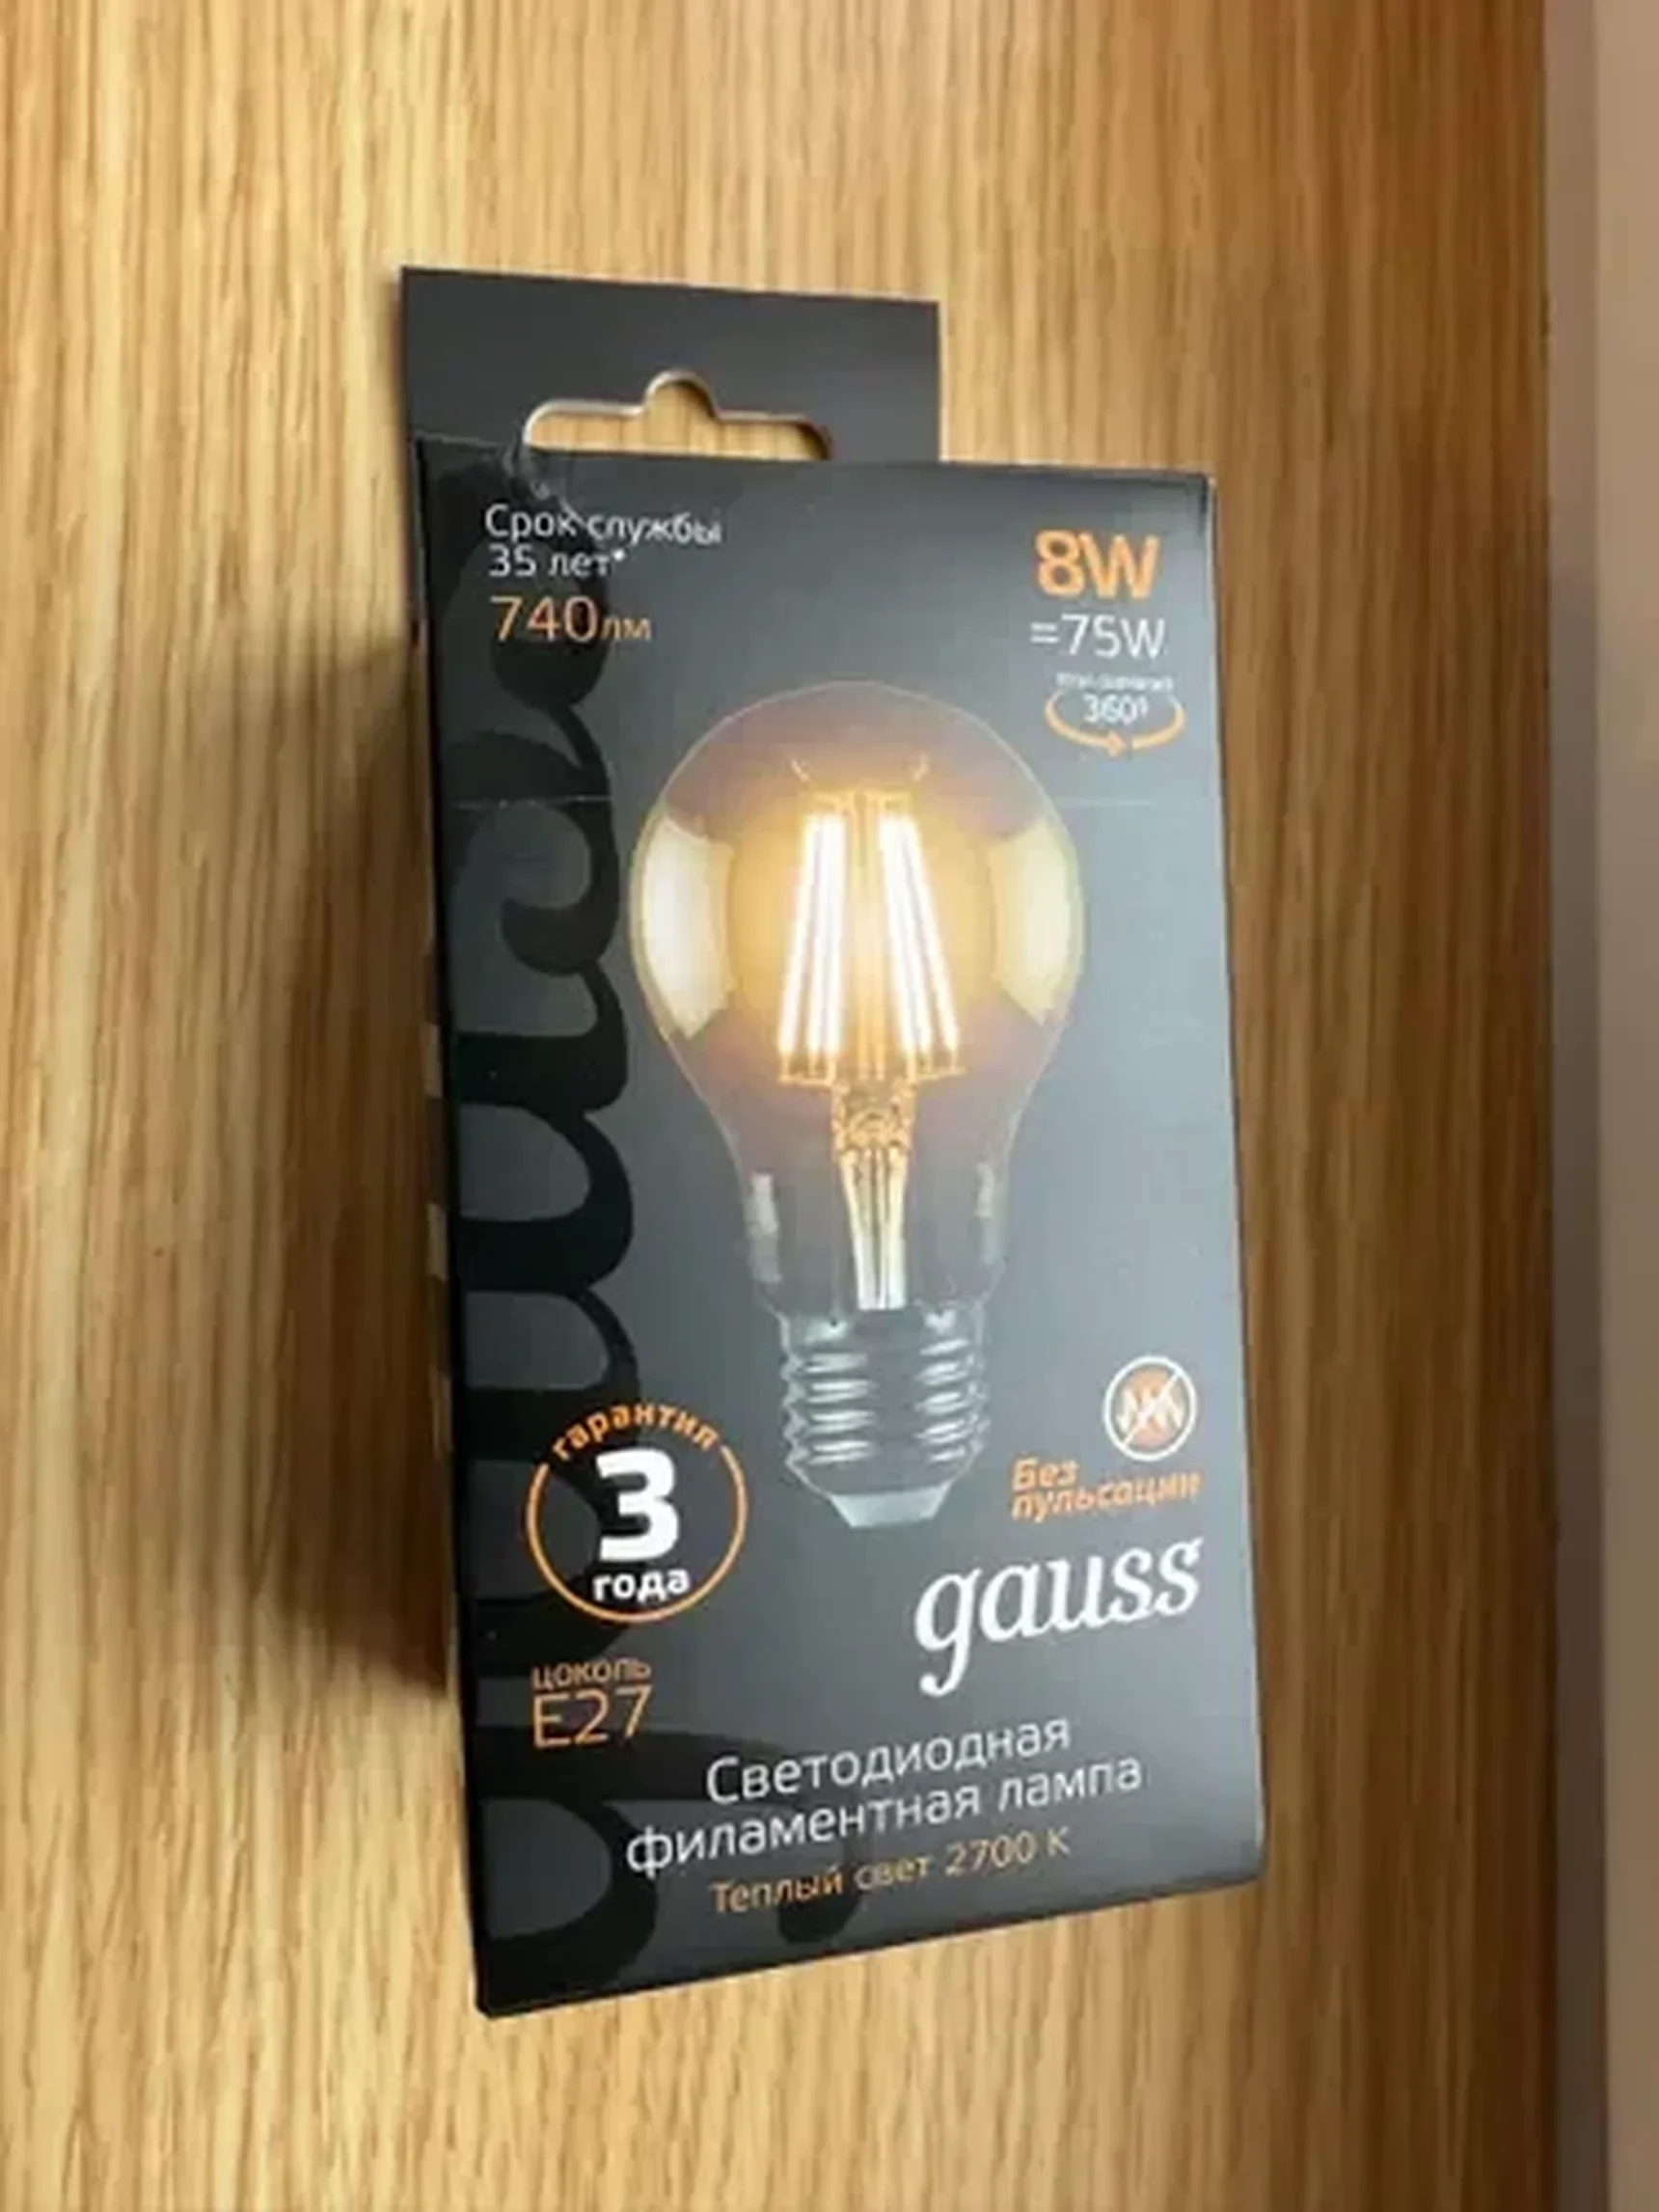 Срок службы
35 лет*
740лм
8W
=75W
360°
гарантия
3
года
Без
пульсации
gauss
цоколь
E27
Светодиодная
филаментная лампа
Теплый свет 2700 К
gauss